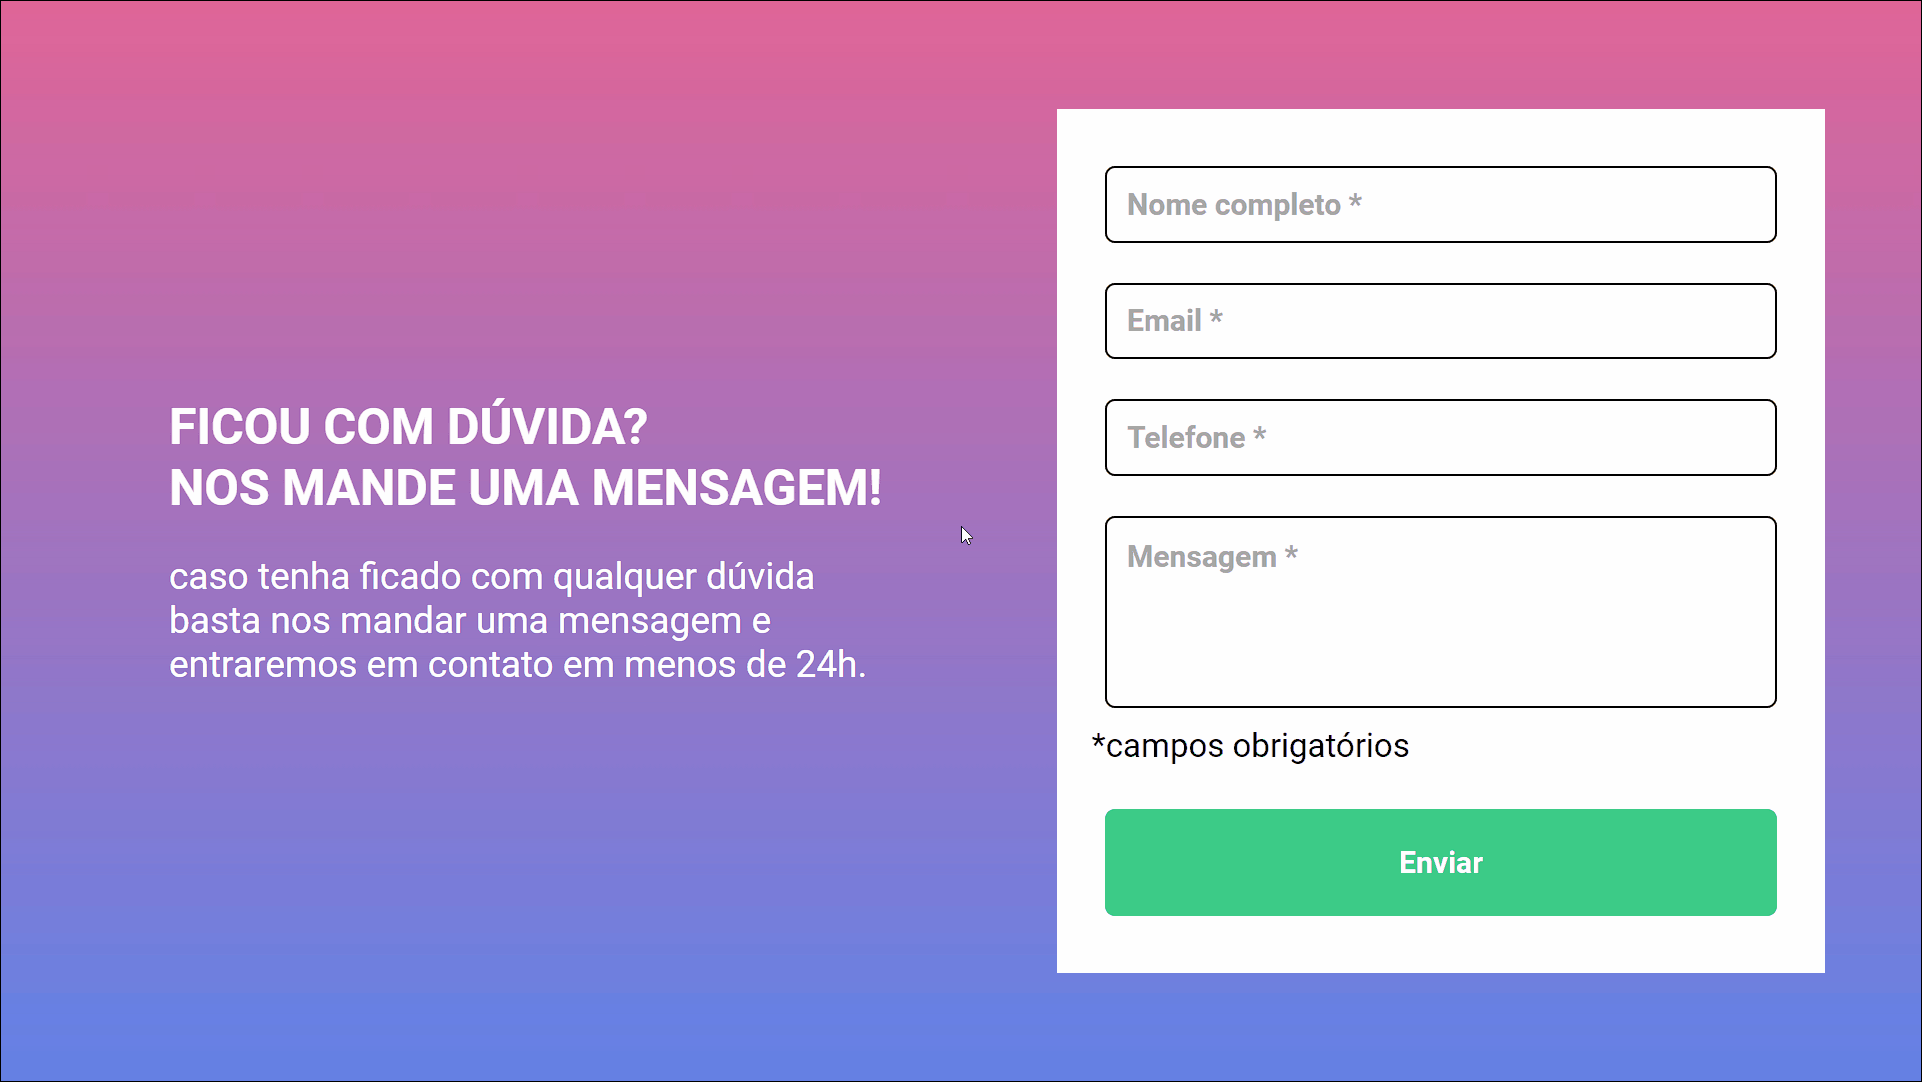 FICOU COM DÚVIDA?
NOS MANDE UMA MENSAGEM!
caso tenha ficado com qualquer dúvida
basta nos mandar uma mensagem e
entraremos em contato em menos de 24h.
Nome completo *
Email *
Telefone *
Mensagem *
*campos obrigatórios
Enviar